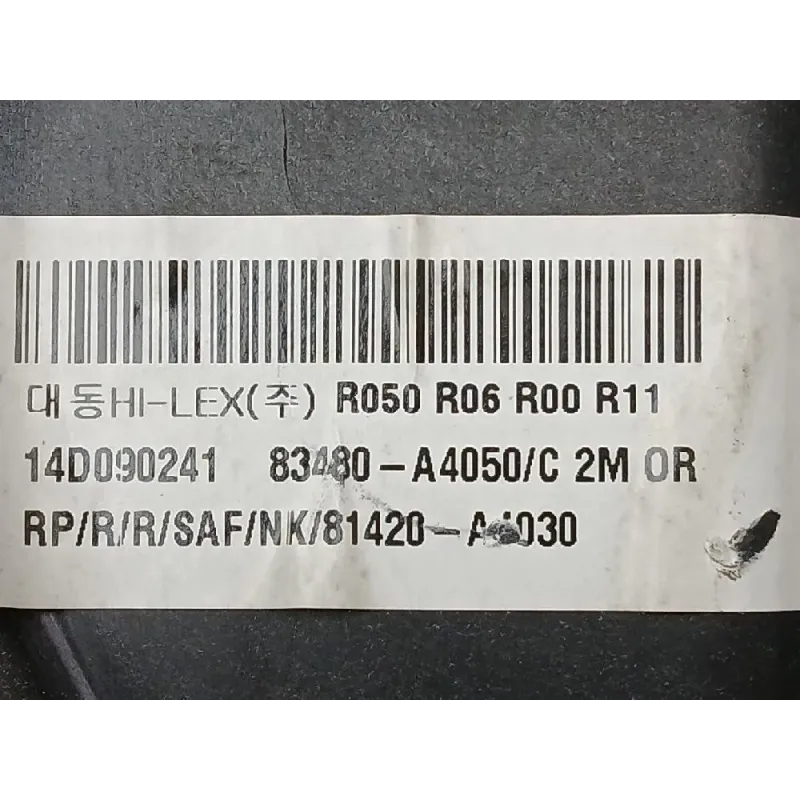 대동HI-LEX(주) R050 R06 R00 R11
14D090241 83480-A4050/C 2M OR
RP/R/R/SAF/NK/81420-A4030